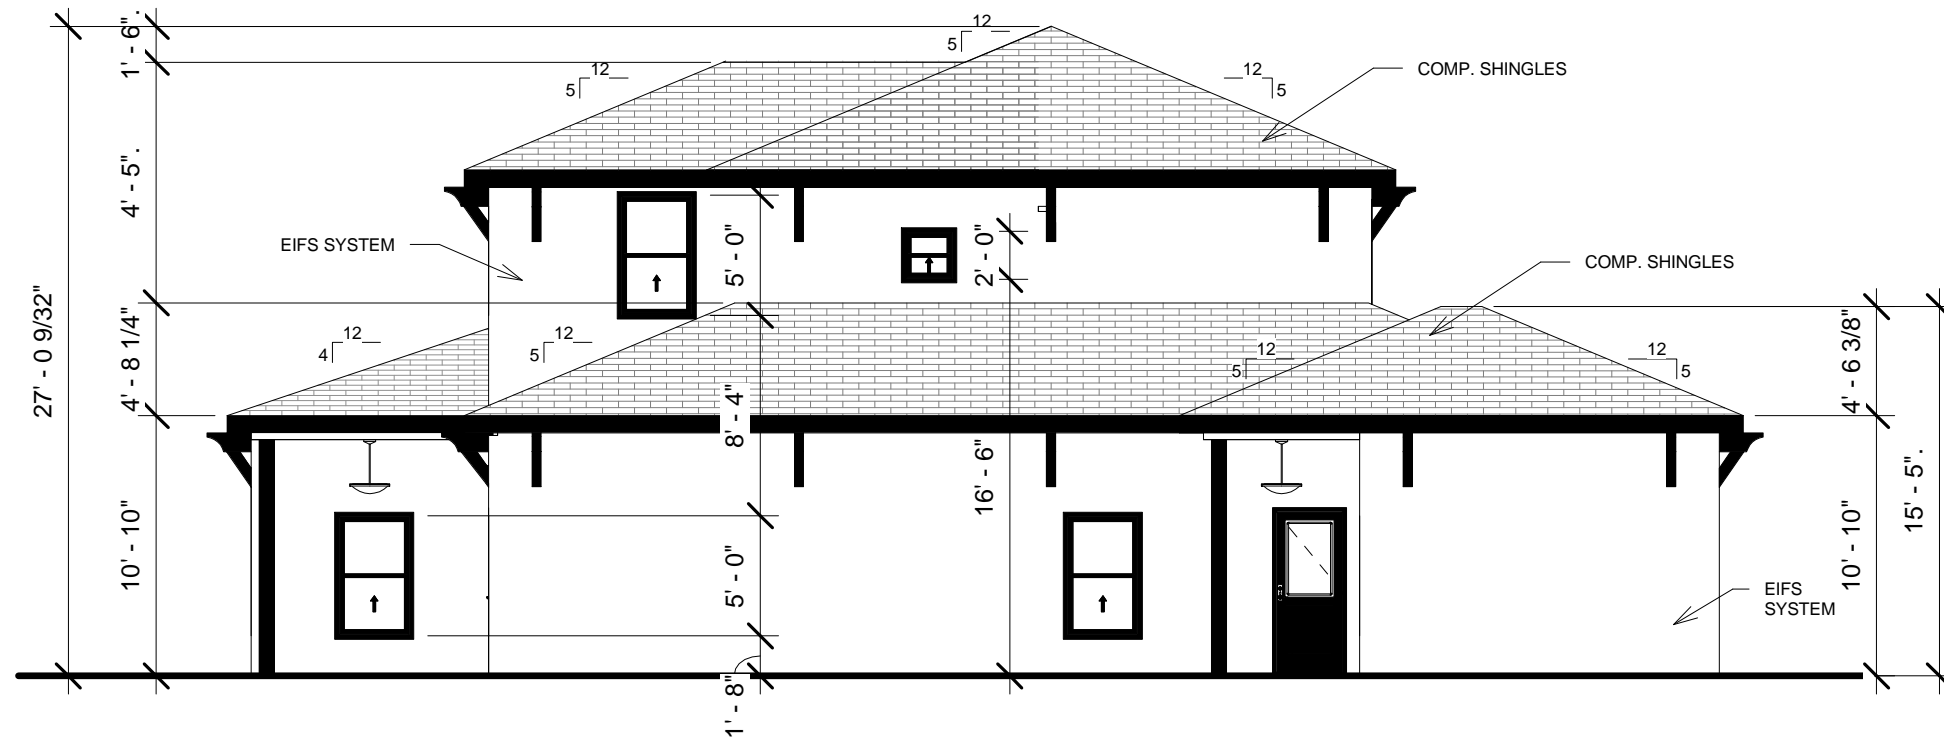 12
5
12
5
12
5
COMP. SHINGLES
1' - 6".
4' - 5".
EIFS SYSTEM
5' - 0"
2' - 0"
COMP. SHINGLES
27' - 0 9/32"
4' - 8 1/4"
12
4
12
5
12
5
12
5
4' - 6 3/8"
8' - 4"
16' - 6"
15' - 5".
10' - 10"
5' - 0"
10' - 10"
EIFS
SYSTEM
1' - 8"